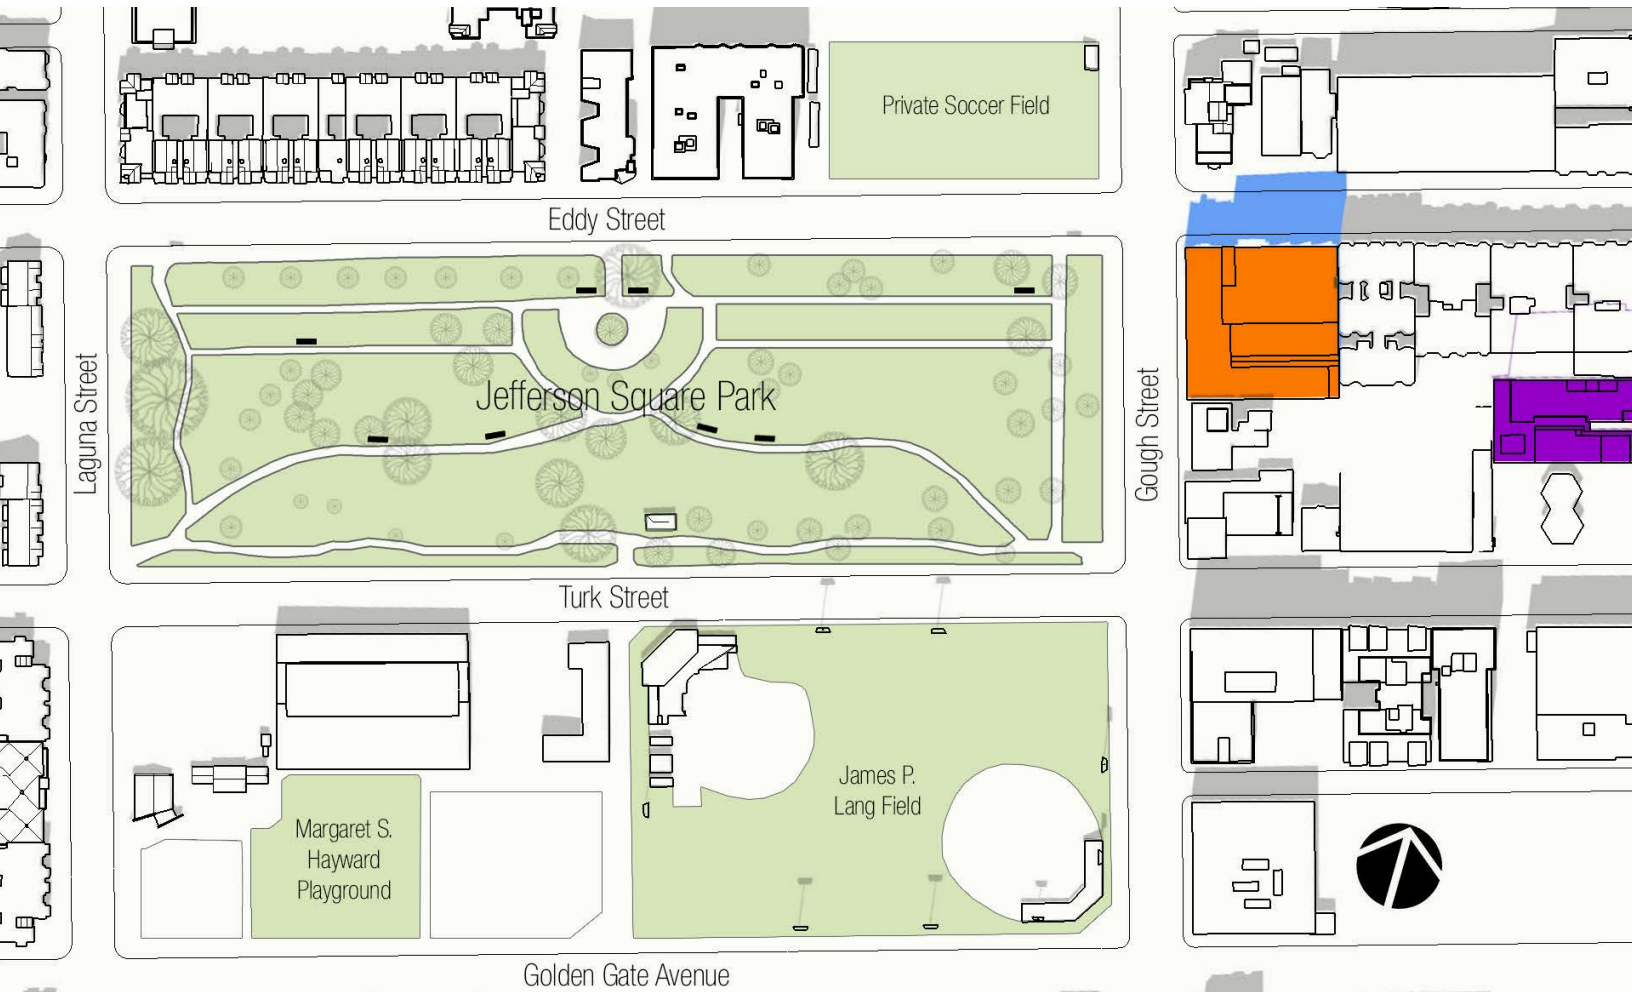 Private Soccer Field
Eddy Street
Laguna Street
Jefferson Square Park
Gough Street
Turk Street
James P.
Lang Field
Margaret S.
Hayward
Playground
Golden Gate Avenue